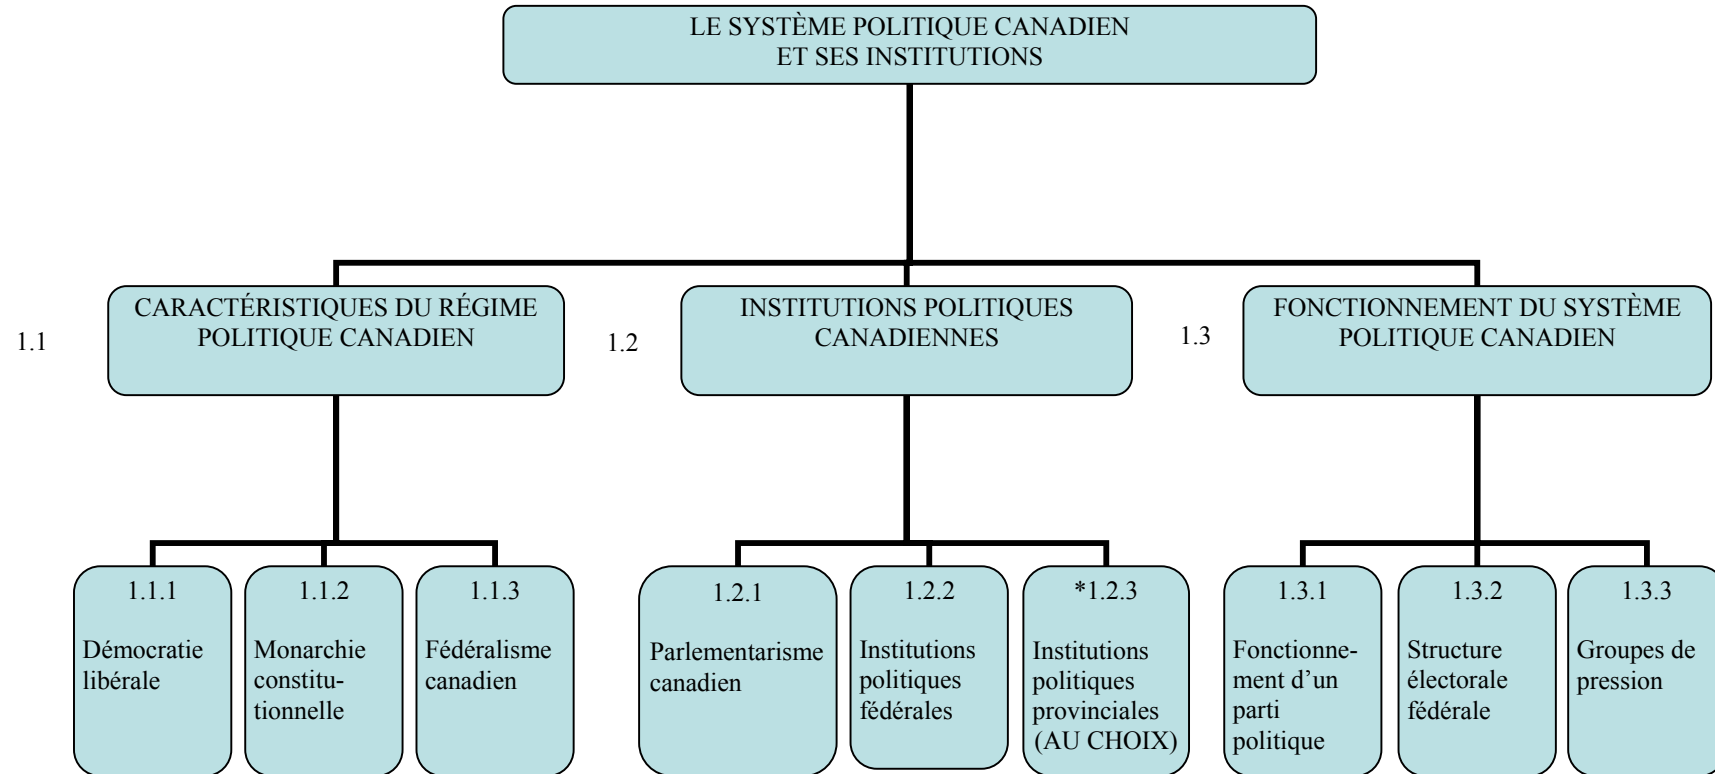 LE SYSTÈME POLITIQUE CANADIEN
ET SES INSTITUTIONS
1.1
CARACTÉRISTIQUES DU RÉGIME
POLITIQUE CANADIEN
1.2
INSTITUTIONS POLITIQUES
CANADIENNES
1.3
FONCTIONNEMENT DU SYSTÈME
POLITIQUE CANADIEN
1.1.1
Démocratie
libérale
1.1.2
Monarchie
constitu-
tionnelle
1.1.3
Fédéralisme
canadien
1.2.1
Parlementarisme
canadien
1.2.2
Institutions
politiques
fédérales
*1.2.3
Institutions
politiques
provinciales
(AU CHOIX)
1.3.1
Fonctionne-
ment d’un
parti
politique
1.3.2
Structure
électorale
fédérale
1.3.3
Groupes de
pression